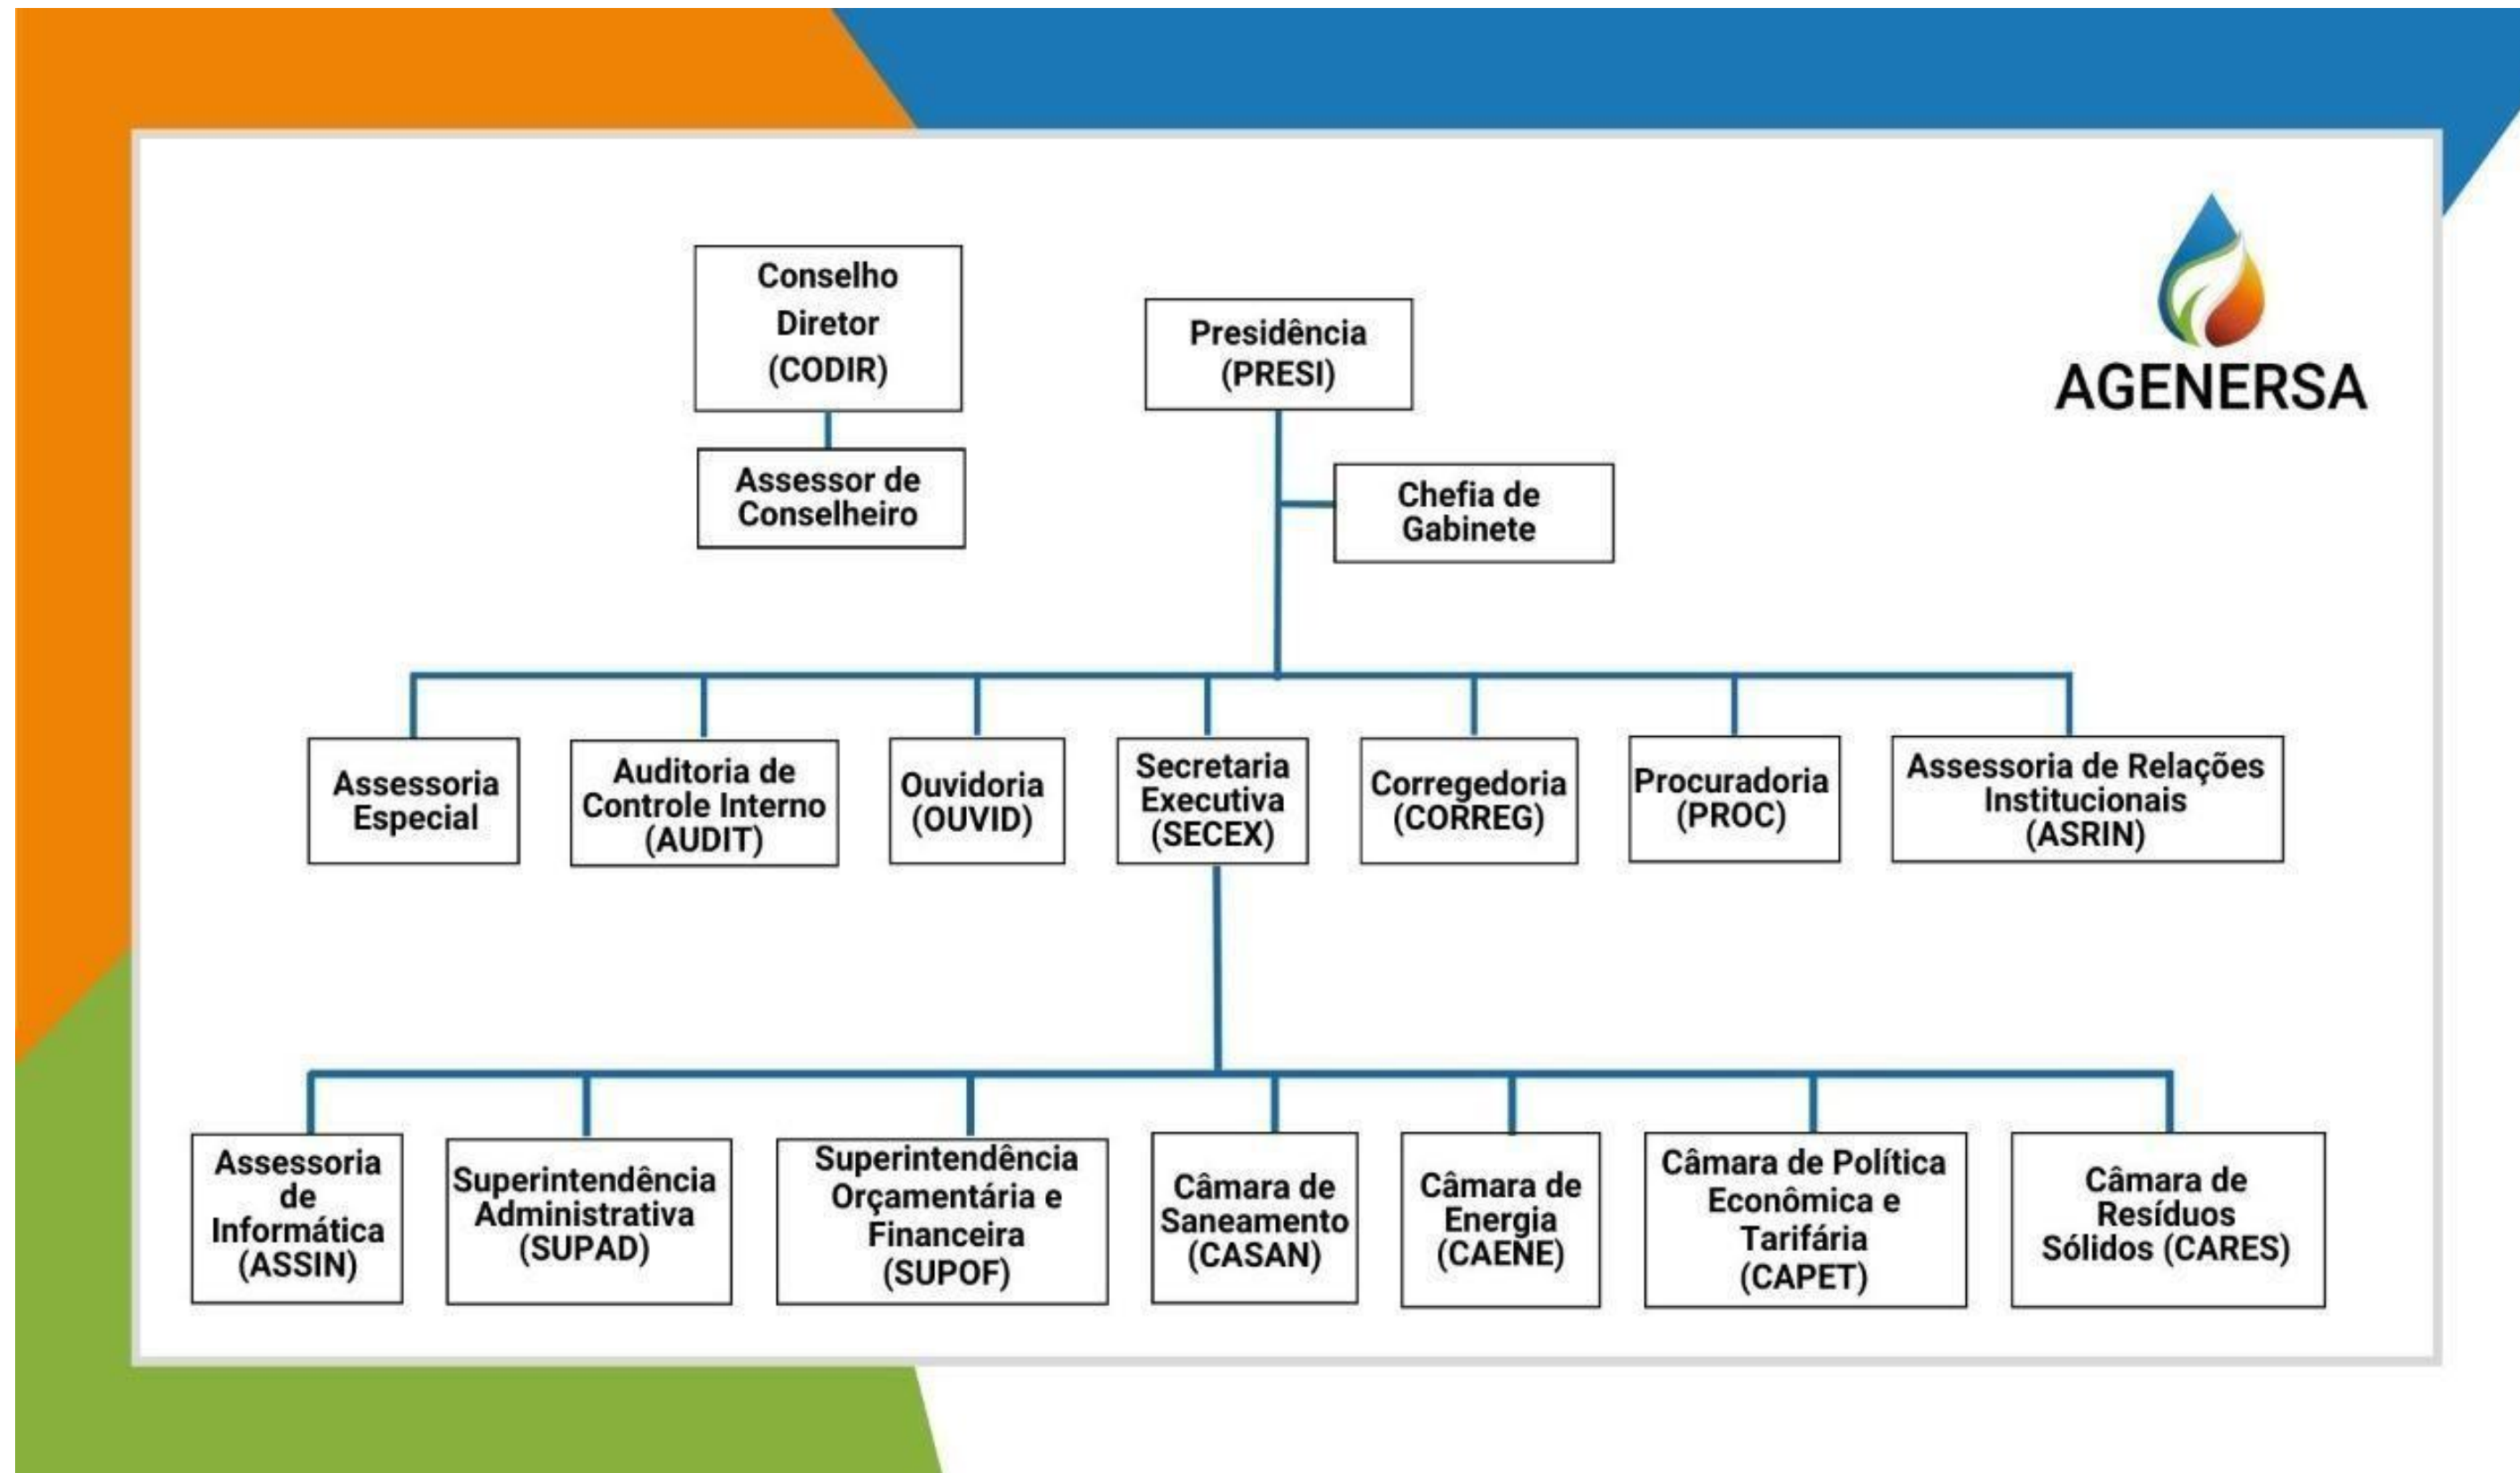 Conselho
Diretor
(CODIR)
Presidência
(PRESI)
AGENERSA
Assessor de
Conselheiro
Chefia de
Gabinete
Assessoria
Especial
Auditoria de
Controle Interno
(AUDIT)
Ouvidoria
(OUVID)
Secretaria
Executiva
(SECEX)
Corregedoria
(CORREG)
Procuradoria
(PROC)
Assessoria de Relações
Institucionais
(ASRIN)
Assessoria
de
Informática
(ASSIN)
Superintendência
Administrativa
(SUPAD)
Superintendência
Orçamentária e
Financeira
(SUPOF)
Câmara de
Saneamento
(CASAN)
Câmara de
Energia
(CAENE)
Câmara de Política
Econômica e
Tarifária
(CAPET)
Câmara de
Resíduos
Sólidos (CARES)